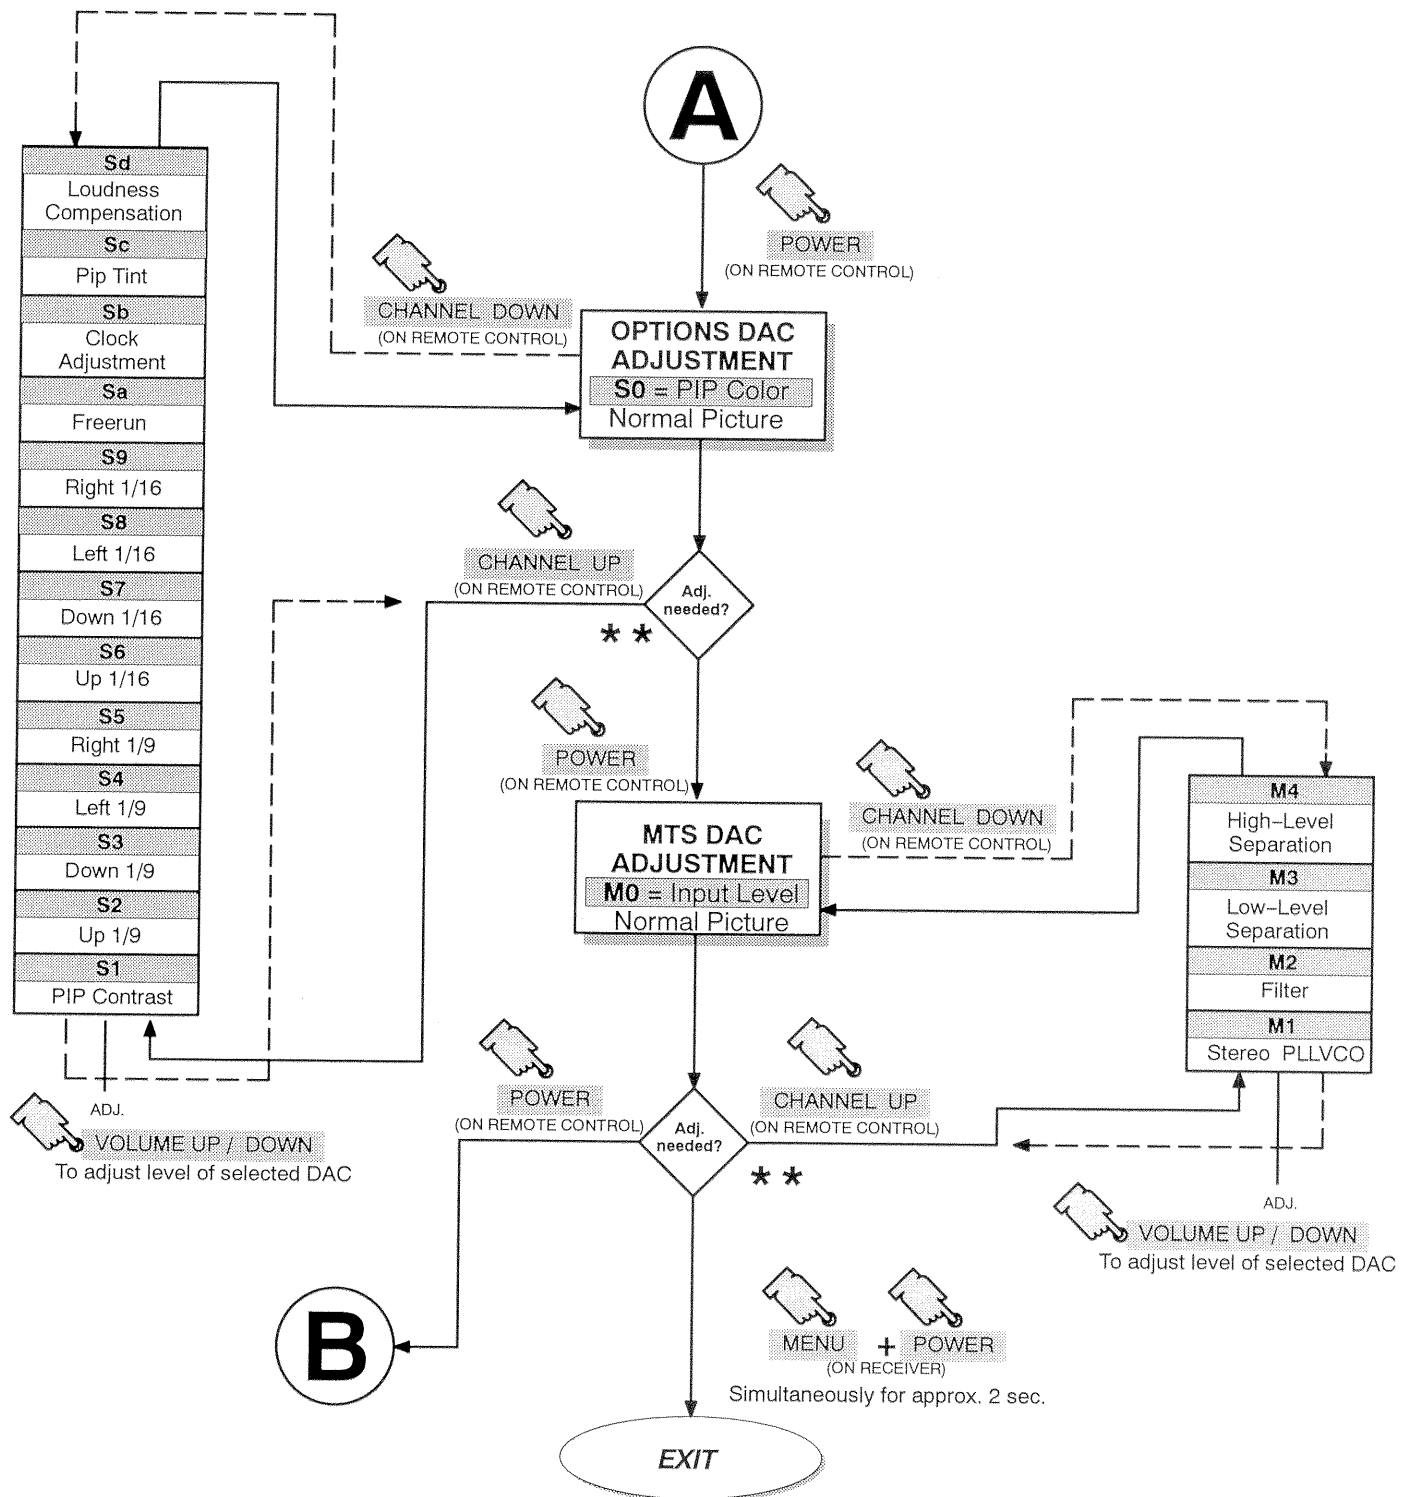 A
POWER
(ON REMOTE CONTROL)
CHANNEL DOWN
(ON REMOTE CONTROL)
OPTIONS DAC
ADJUSTMENT
S0 = PIP Color
Normal Picture
Sd
Loudness
Compensation
Sc
Pip Tint
Sb
Clock
Adjustment
Sa
Freerun
S9
Right 1/16
S8
Left 1/16
S7
Down 1/16
S6
Up 1/16
S5
Right 1/9
S4
Left 1/9
S3
Down 1/9
S2
Up 1/9
S1
PIP Contrast
ADJ.
VOLUME UP / DOWN
To adjust level of selected DAC
CHANNEL UP
(ON REMOTE CONTROL)
Adj.
needed?
* *
POWER
(ON REMOTE CONTROL)
MTS DAC
ADJUSTMENT
M0 = Input Level
Normal Picture
CHANNEL DOWN
(ON REMOTE CONTROL)
M4
High–Level
Separation
M3
Low–Level
Separation
M2
Filter
M1
Stereo PLLVCO
POWER
(ON REMOTE CONTROL)
Adj.
needed?
CHANNEL UP
(ON REMOTE CONTROL)
* *
ADJ.
VOLUME UP / DOWN
To adjust level of selected DAC
B
MENU + POWER
(ON RECEIVER)
Simultaneously for approx. 2 sec.
EXIT